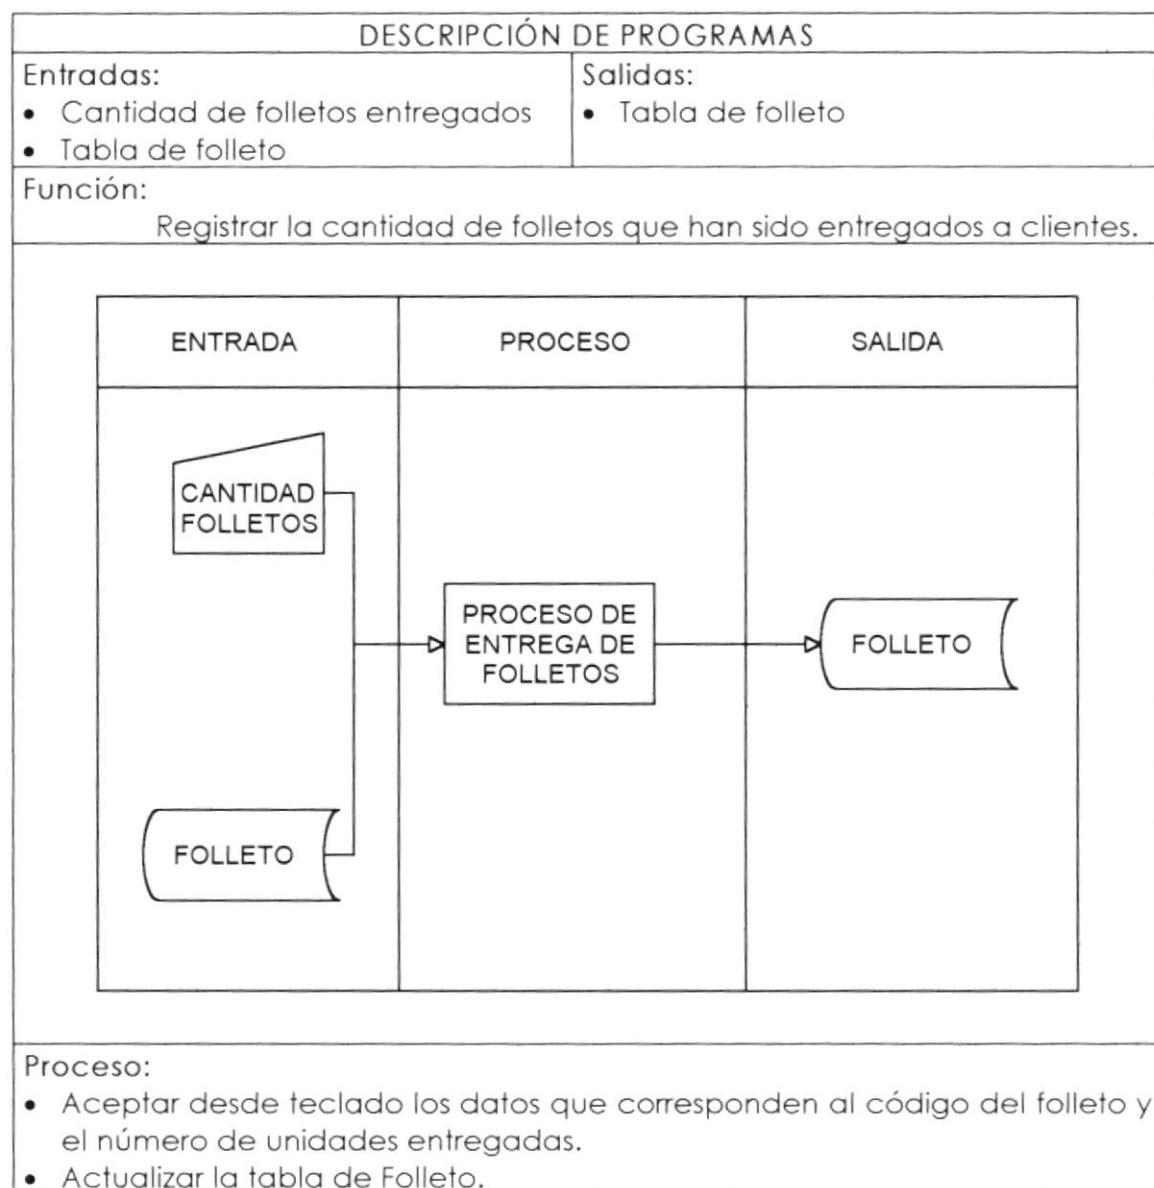 DESCRIPCIÓN DE PROGRAMAS
Entradas:
• Cantidad de folletos entregados
• Tabla de folleto
Salidas:
• Tabla de folleto
Función:
Registrar la cantidad de folletos que han sido entregados a clientes.
ENTRADA
PROCESO
SALIDA
CANTIDAD
FOLLETOS
PROCESO DE
ENTREGA DE
FOLLETOS
FOLLETO
FOLLETO
Proceso:
• Aceptar desde teclado los datos que corresponden al código del folleto y
el número de unidades entregadas.
• Actualizar la tabla de Folleto.